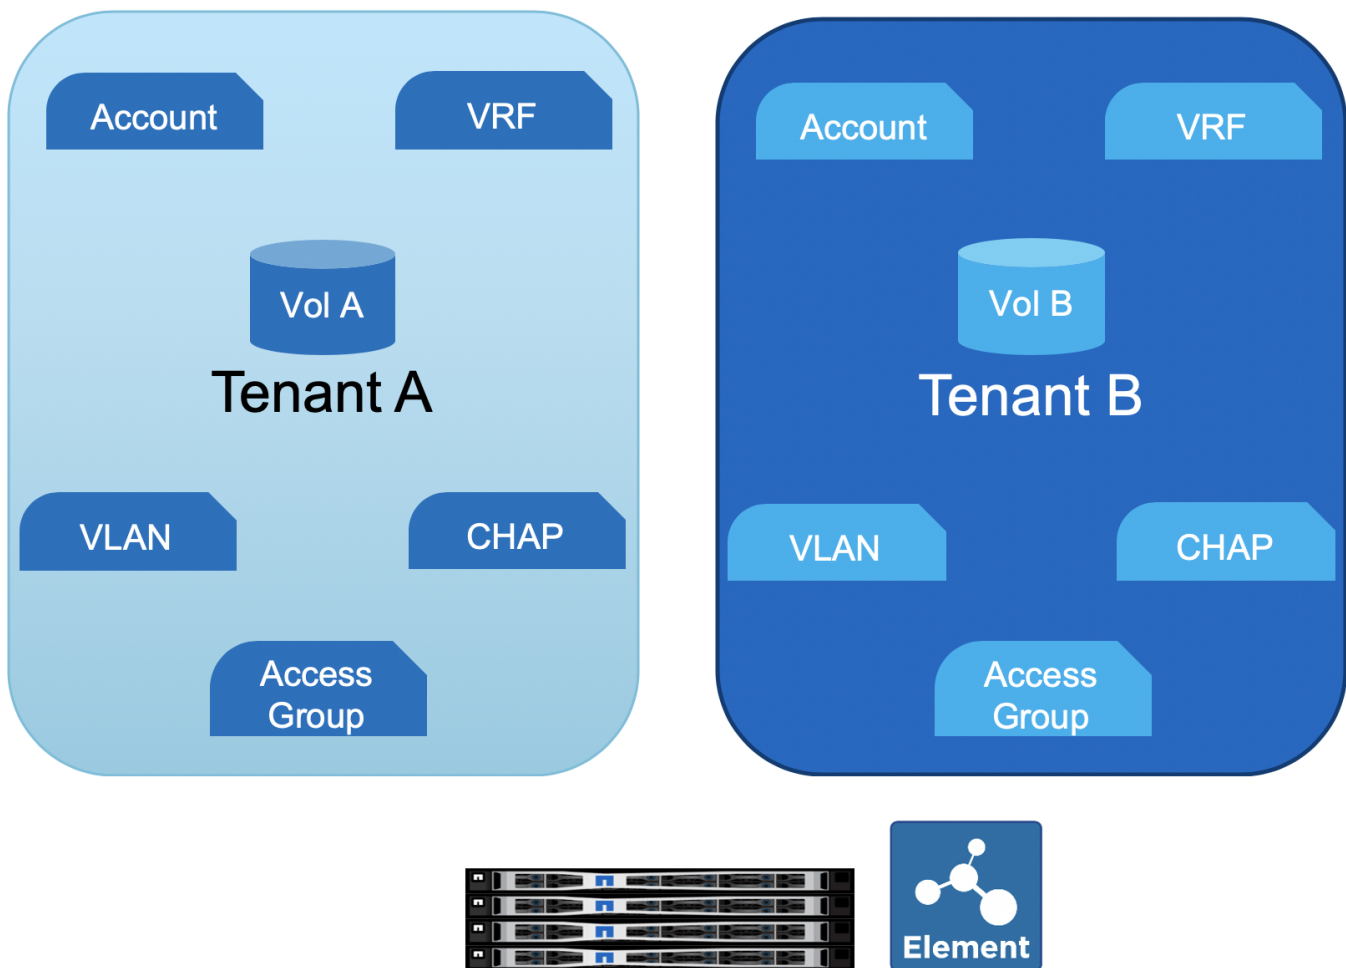 Account
VRF
Vol A
Tenant A
VLAN
CHAP
Access
Group
Account
VRF
Vol B
Tenant B
VLAN
CHAP
Access
Group
Element